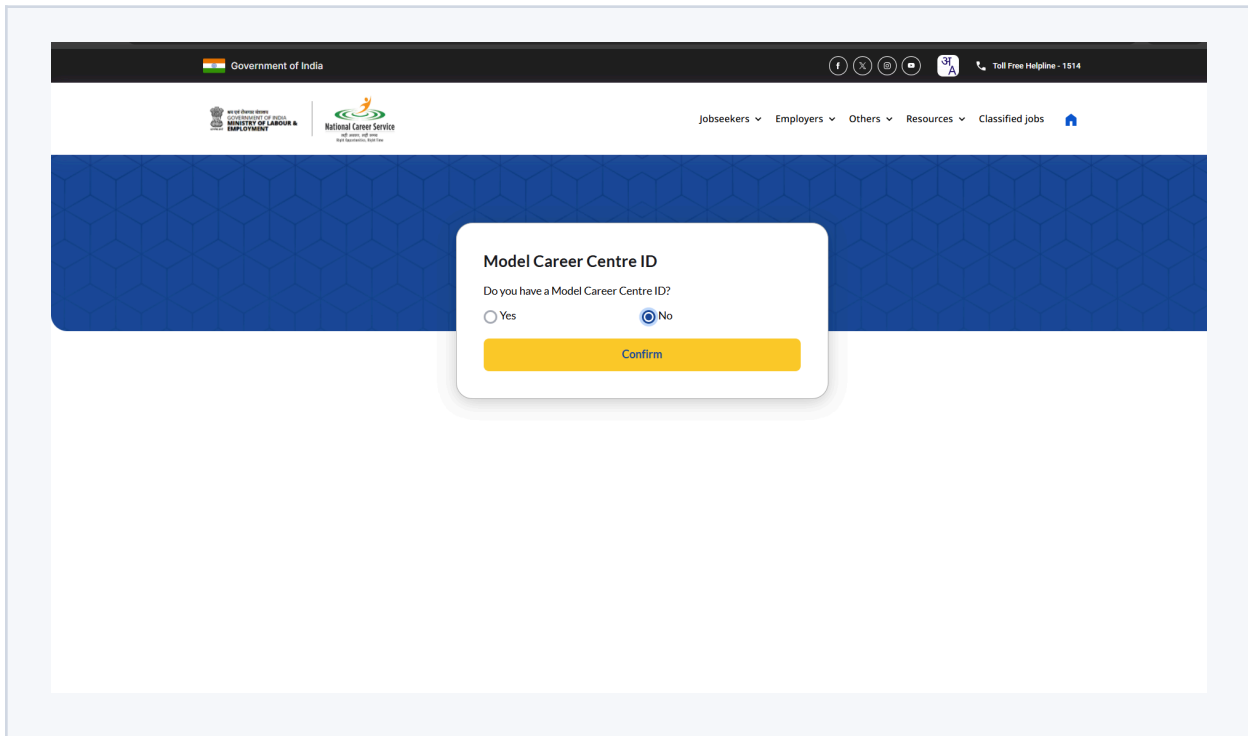 Government of India
अ
A
Toll Free Helpline - 1514
GOVERNMENT OF INDIA
MINISTRY OF LABOUR &
EMPLOYMENT
National Career Service
Jobseekers
Employers
Others
Resources
Classified jobs
Model Career Centre ID
Do you have a Model Career Centre ID?
Yes
No
Confirm